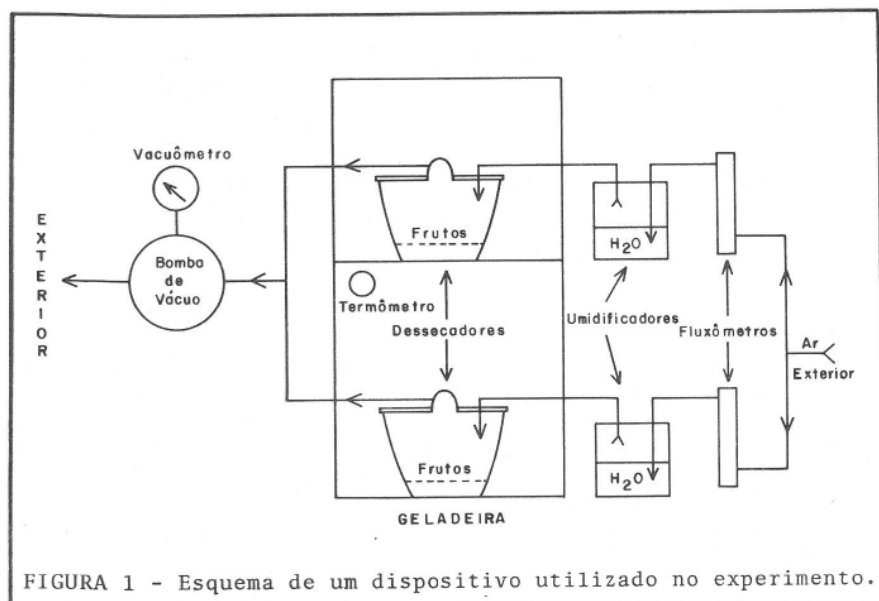 Vacuômetro
EXTERIOR
Bomba
de
Vácuo
Frutos
Termômetro
Dessecadores
Frutos
GELADEIRA
H2O
Umidificadores
H2O
Fluxômetros
Ar
Exterior
FIGURA 1 - Esquema de um dispositivo utilizado no experimento.